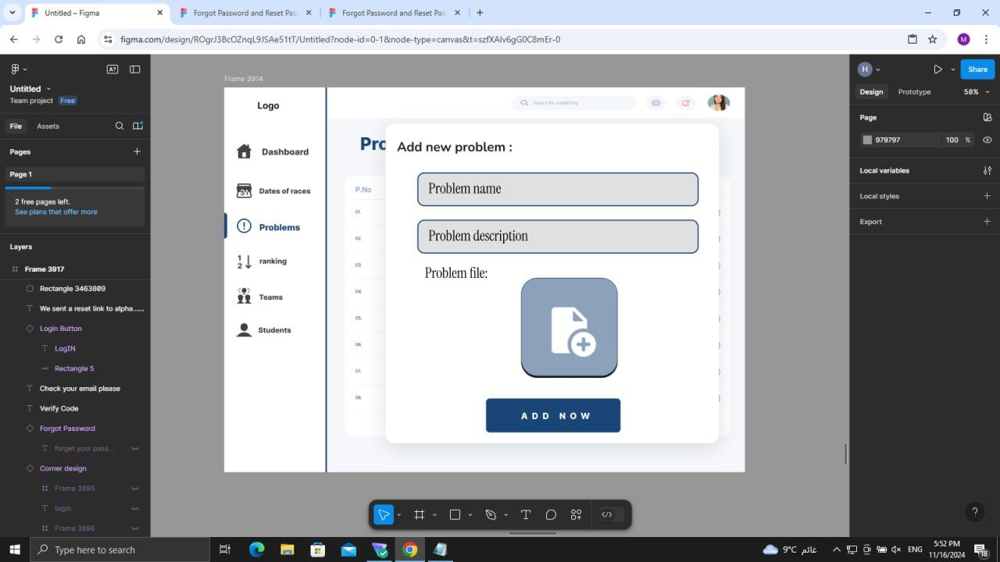 Untitled – Figma
Forgot Password and Reset Pas
Forgot Password and Reset Pas
figma.com/design/ROgrJ3BcOZnqL9JSAe51tT/Untitled?node-id=0-1&node-type=canvas&t=szfXAlv6gG0C8mEr-0
M
A?
Untitled
Team project Free
File Assets
Pages
Page 1
2 free pages left.
See plans that offer more
Layers
Frame 3917
Rectangle 3463809
We sent a reset link to alpha......
Login Button
LogIN
Rectangle 5
Check your email please
Verify Code
Forgot Password
forget your pass...
Corner design
Frame 3895
login
Frame 3896
Frame 3914
Logo
Dashboard
31
Dates of races
Problems
1
2
ranking
Teams
Students
Search for something
Pro
P.No
01.
02.
03.
04.
05.
06.
07.
08.
Add new problem :
Problem name
Problem description
Problem file:
ADD NOW
H
Share
Design Prototype 58%
Page
979797 100 %
Local variables
Local styles
Export
?
Type here to search
9°C غائم
ENG
5:52 PM
11/16/2024
18